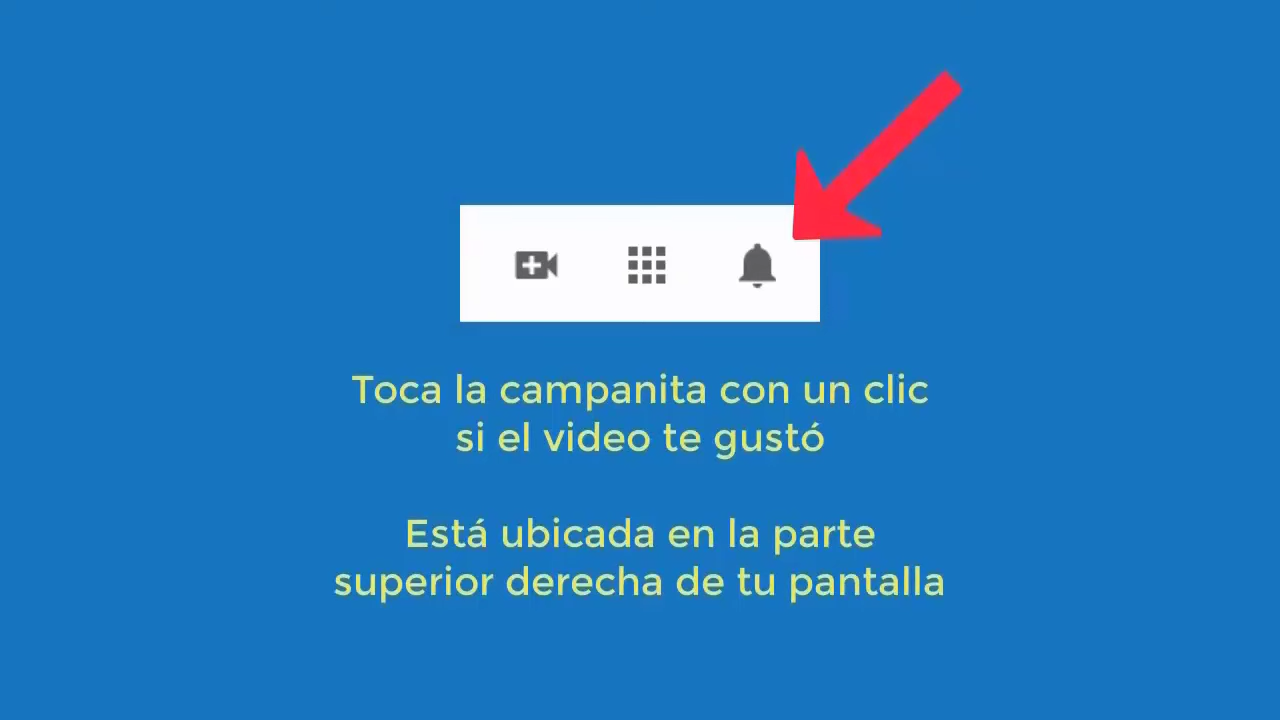 Toca la campanita con un clic
si el video te gustó
Está ubicada en la parte
superior derecha de tu pantalla